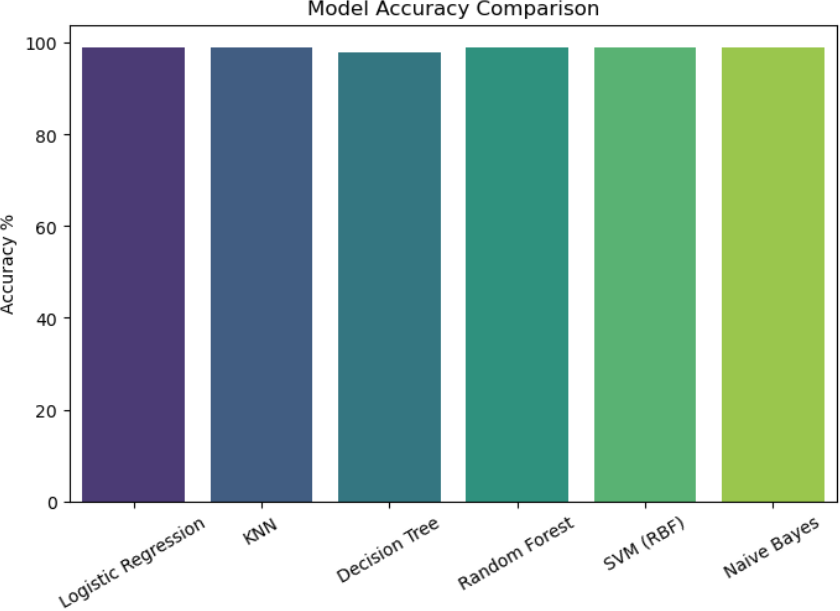 Model Accuracy Comparison
Accuracy %
100
80
60
40
20
0
Logistic Regression
KNN
Decision Tree
Random Forest
SVM (RBF)
Naive Bayes